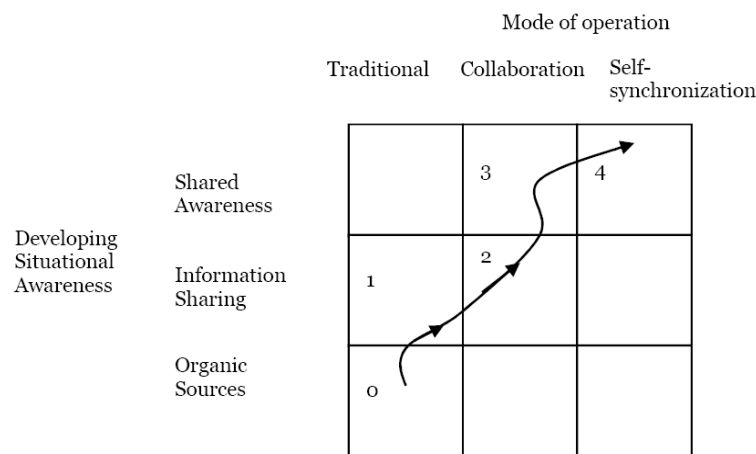 Mode of operation
Traditional Collaboration Self-
synchronization
3 4
Shared
Awareness
Developing
Situational
Awareness
2
Information
Sharing
1
Organic
Sources
0